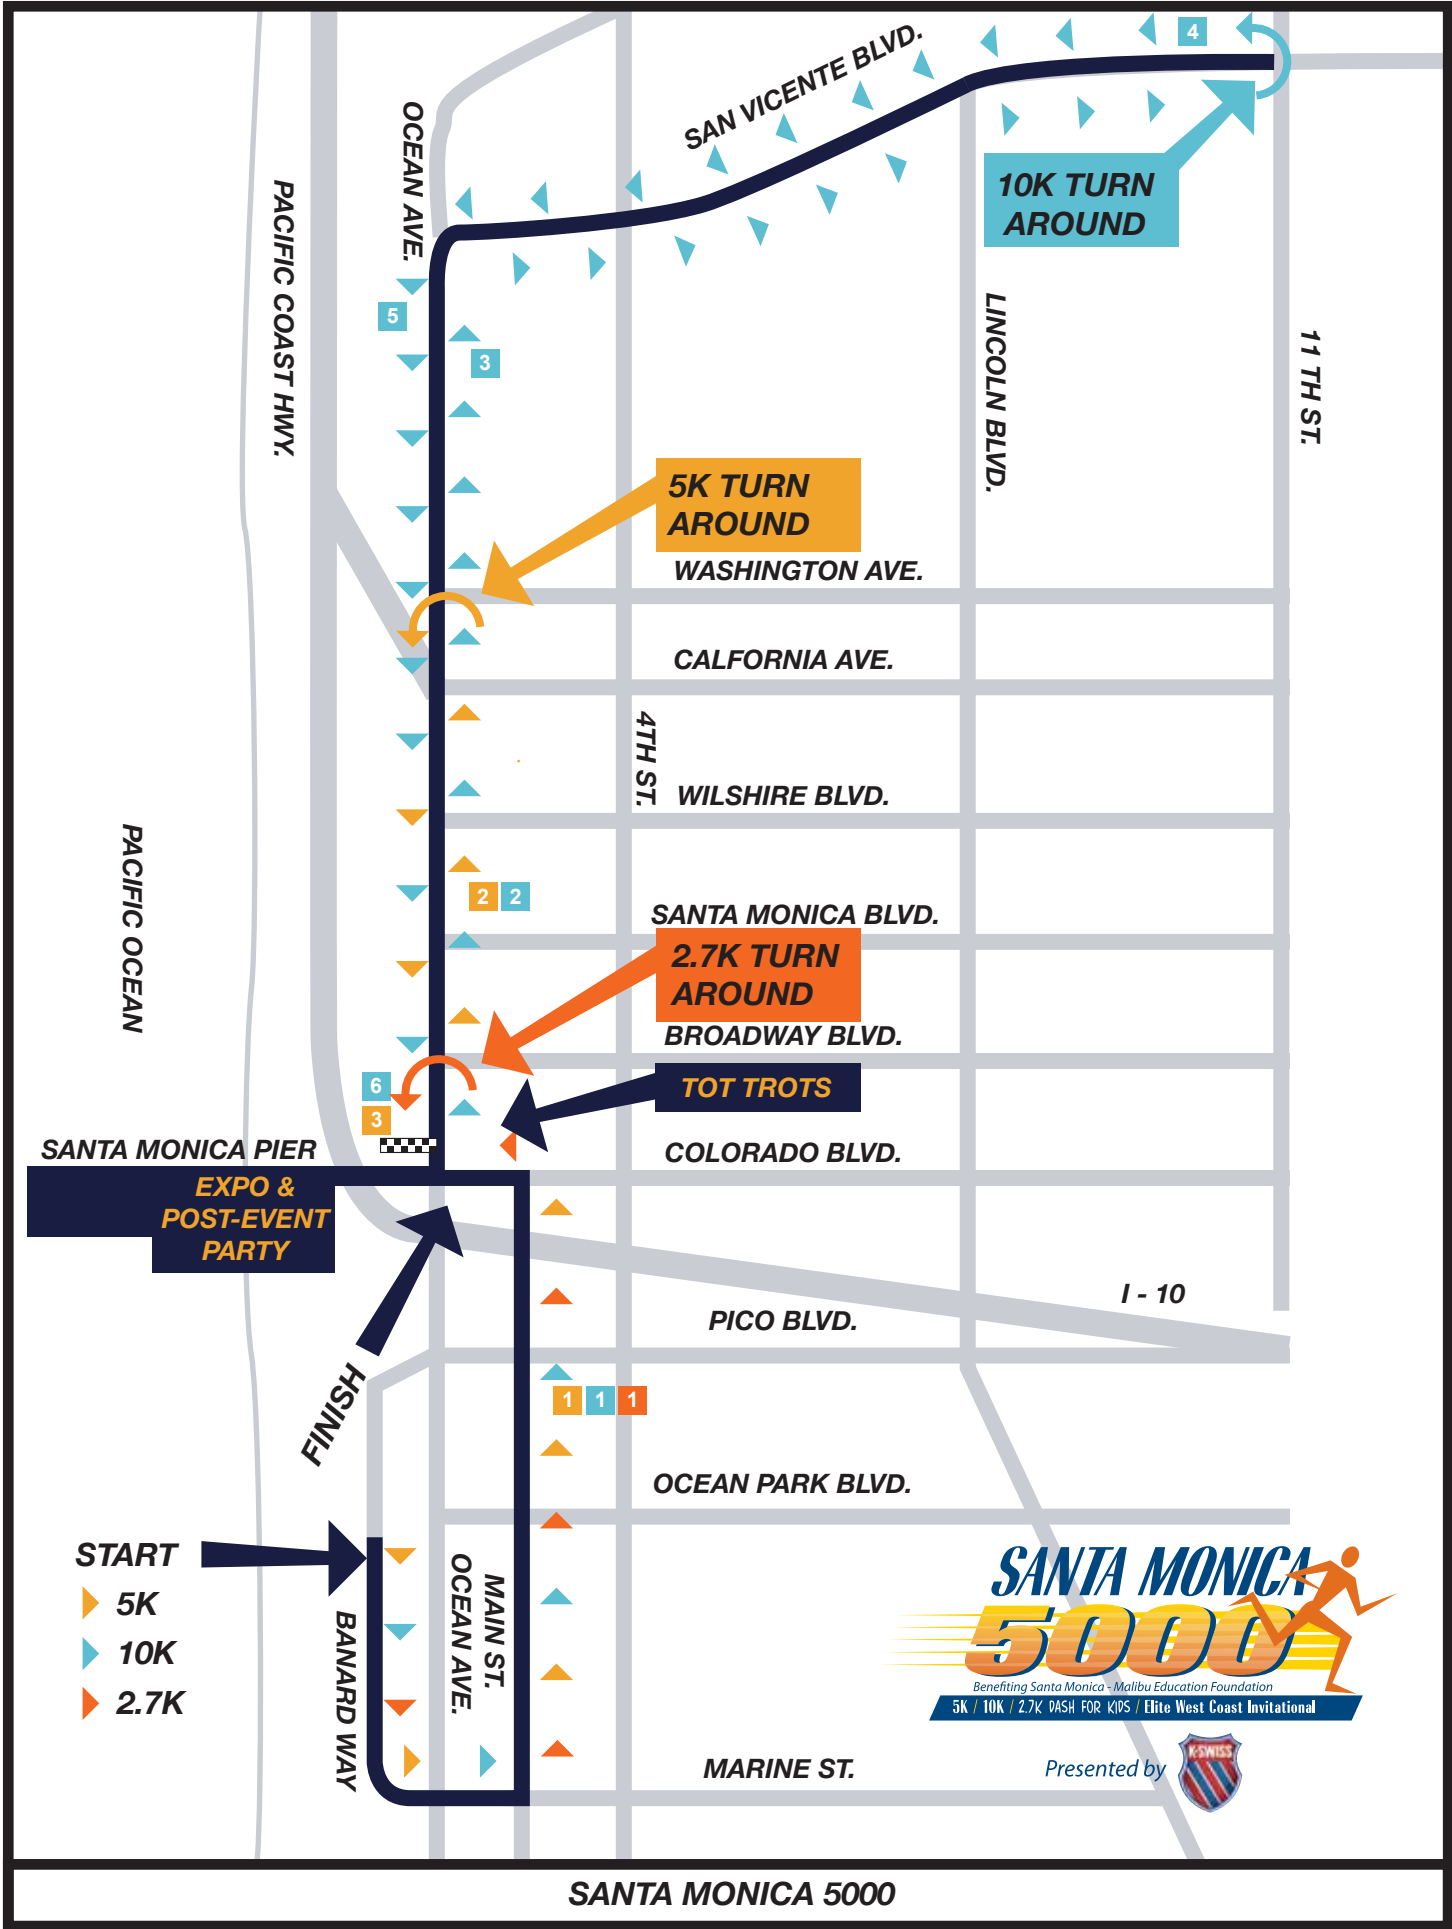 SAN VICENTE BLVD.
4
OCEAN AVE.
10K TURN
AROUND
PACIFIC COAST HWY.
5
3
LINCOLN BLVD.
11 TH ST.
5K TURN
AROUND
WASHINGTON AVE.
CALFORNIA AVE.
4TH ST.
WILSHIRE BLVD.
PACIFIC OCEAN
2 2
SANTA MONICA BLVD.
2.7K TURN
AROUND
BROADWAY BLVD.
6
TOT TROTS
3
SANTA MONICA PIER
COLORADO BLVD.
EXPO &
POST-EVENT
PARTY
I - 10
PICO BLVD.
FINISH
1 1 1
OCEAN PARK BLVD.
START
5K
10K
2.7K
BANARD WAY
OCEAN AVE.
MAIN ST.
MARINE ST.
SANTA MONICA
5000
Benefiting Santa Monica - Malibu Education Foundation
5K / 10K / 2.7K DASH FOR KIDS / Elite West Coast Invitational
Presented by
K-SWISS
SANTA MONICA 5000